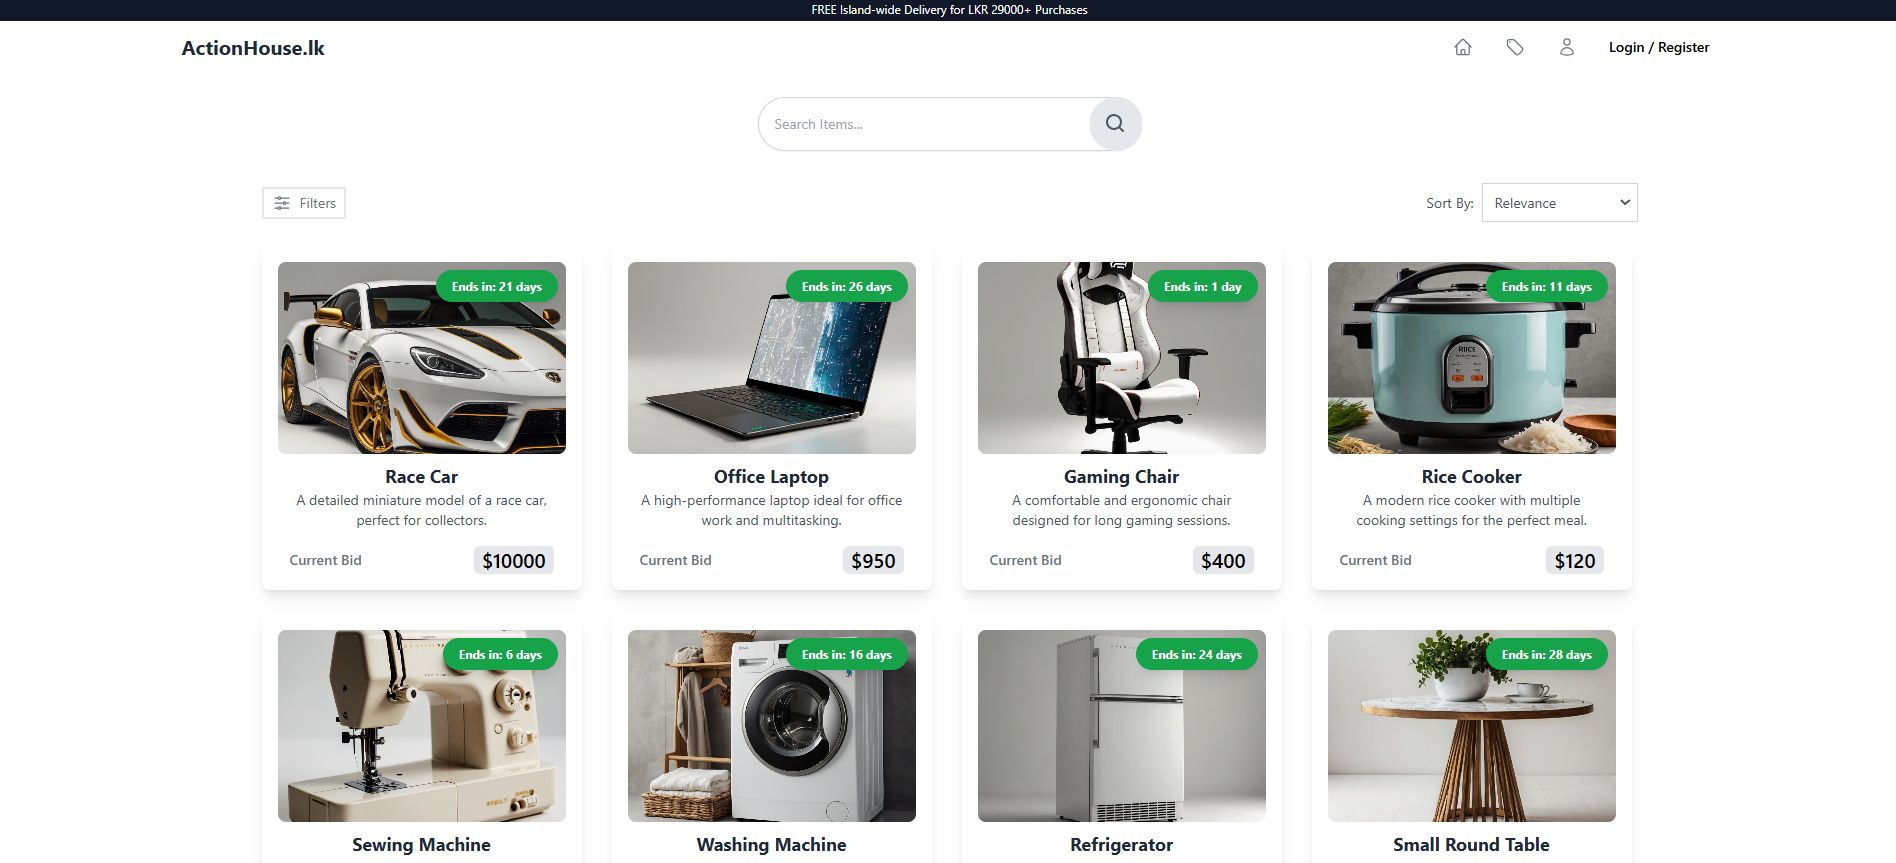 FREE Island-wide Delivery for LKR 29000+ Purchases
ActionHouse.lk
Login / Register
Search Items...
Filters
Sort By:
Relevance
Ends in: 21 days
Ends in: 26 days
Ends in: 1 day
Ends in: 11 days
RIICE
Race Car
Office Laptop
Gaming Chair
Rice Cooker
A detailed miniature model of a race car,
perfect for collectors.
A high-performance laptop ideal for office
work and multitasking.
A comfortable and ergonomic chair
designed for long gaming sessions.
A modern rice cooker with multiple
cooking settings for the perfect meal.
Current Bid
$10000
Current Bid
$950
Current Bid
$400
Current Bid
$120
Ends in: 6 days
Ends in: 16 days
Ends in: 24 days
Ends in: 28 days
Sewing Machine
Washing Machine
Refrigerator
Small Round Table